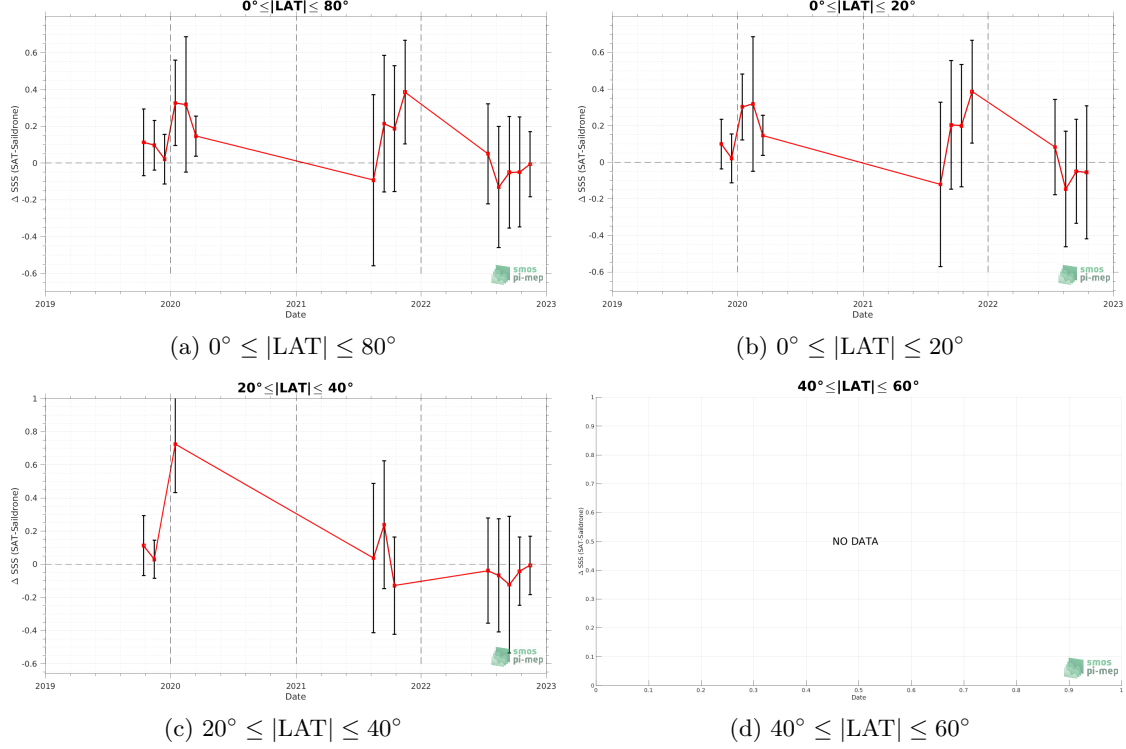 0°≤|LAT|≤ 80°
0.6
0.4
0.2
0
-0.2
-0.4
-0.6
Δ SSS (SAT-Saildrone)
2019
2020
2021
2022
2023
Date
smos
pi-mep
(a) 0° ≤ |LAT| ≤ 80°
0°≤|LAT|≤ 20°
0.6
0.4
0.2
0
-0.2
-0.4
-0.6
Δ SSS (SAT-Saildrone)
2019
2020
2021
2022
2023
Date
smos
pi-mep
(b) 0° ≤ |LAT| ≤ 20°
20°≤|LAT|≤ 40°
1
0.8
0.6
0.4
0.2
0
-0.2
-0.4
-0.6
Δ SSS (SAT-Saildrone)
2019
2020
2021
2022
2023
Date
smos
pi-mep
(c) 20° ≤ |LAT| ≤ 40°
40°≤|LAT|≤ 60°
1
0.9
0.8
0.7
0.6
0.5
0.4
0.3
0.2
0.1
0
Δ SSS (SAT-Saildrone)
NO DATA
0
0.1
0.2
0.3
0.4
0.5
0.6
0.7
0.8
0.9
1
Date
smos
pi-mep
(d) 40° ≤ |LAT| ≤ 60°